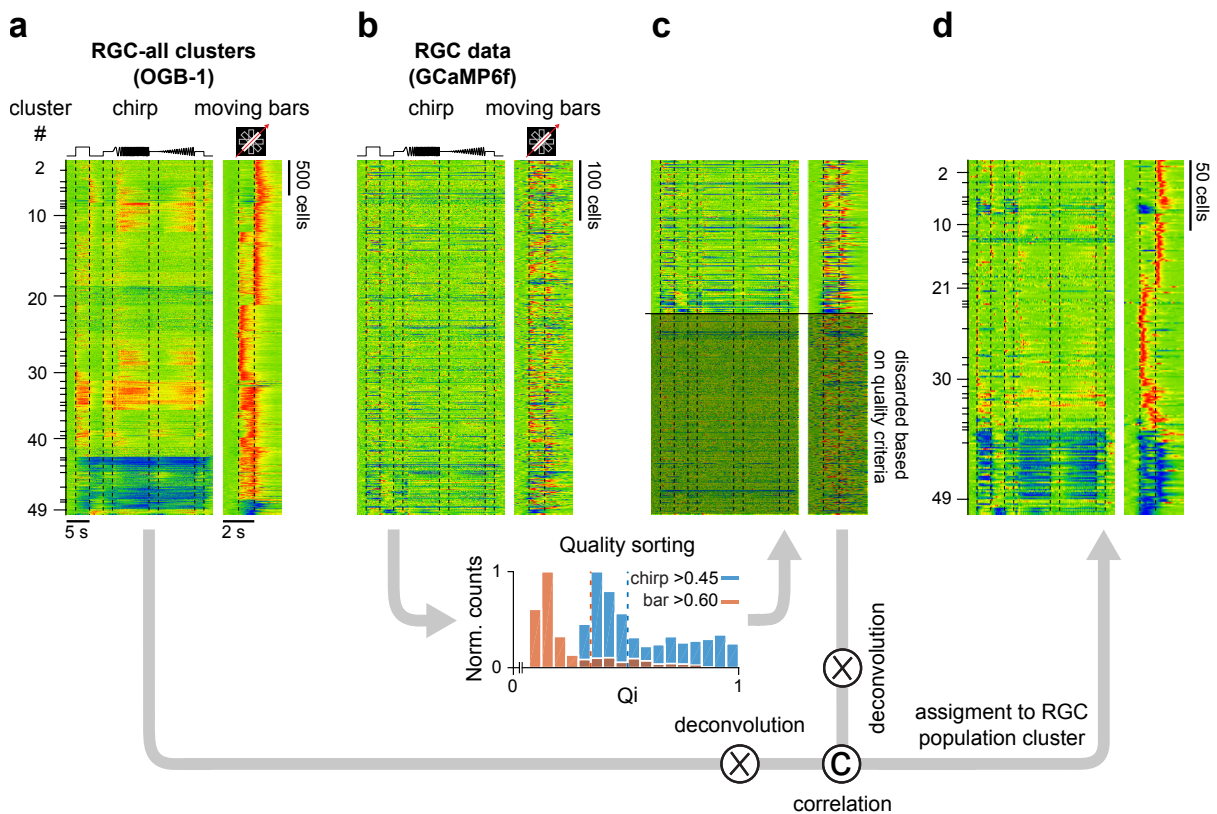 a
RGC-all clusters
(OGB-1)
cluster
#
chirp
moving bars
2
10
20
30
40
49
500 cells
5 s
2 s
b
RGC data
(GCaMP6f)
chirp
moving bars
100 cells
c
discarded based
on quality criteria
d
2
10
21
30
49
50 cells
Quality sorting
Norm. counts
1
0
chirp >0.45
bar >0.60
0
1
Qi
deconvolution
deconvolution
C
correlation
assigment to RGC
population cluster